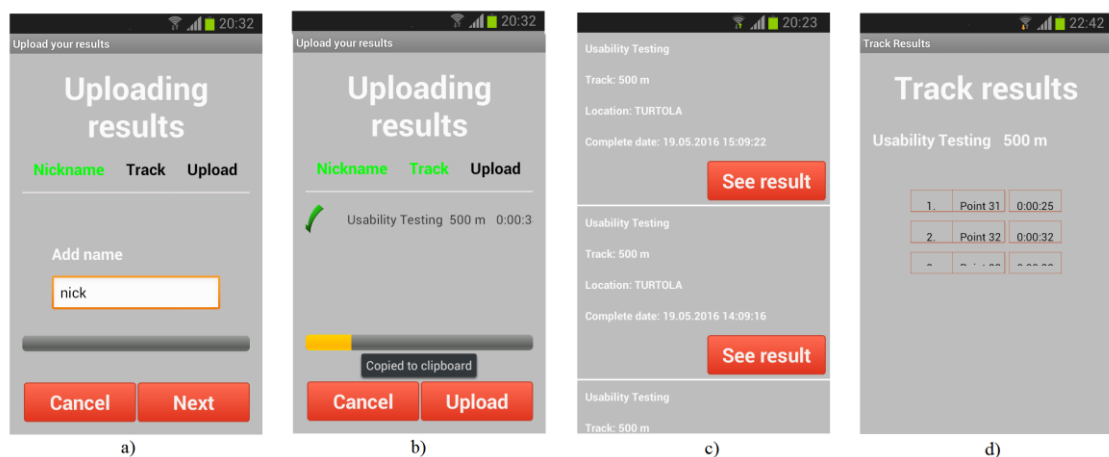 20:32
Upload your results
Uploading
results
Nickname Track Upload
Add name
nick
Cancel Next
a)
20:32
Upload your results
Uploading
results
Nickname Track Upload
Usability Testing 500 m 0:00:3
Copied to clipboard
Cancel Upload
b)
20:23
Usability Testing
Track: 500 m
Location: TURTOLA
Complete date: 19.05.2016 15:09:22
See result
Usability Testing
Track: 500 m
Location: TURTOLA
Complete date: 19.05.2016 14:09:16
See result
Usability Testing
Track: 500 m
c)
22:42
Track Results
Track results
Usability Testing 500 m
1. Point 31 0:00:25
2. Point 32 0:00:32
d)